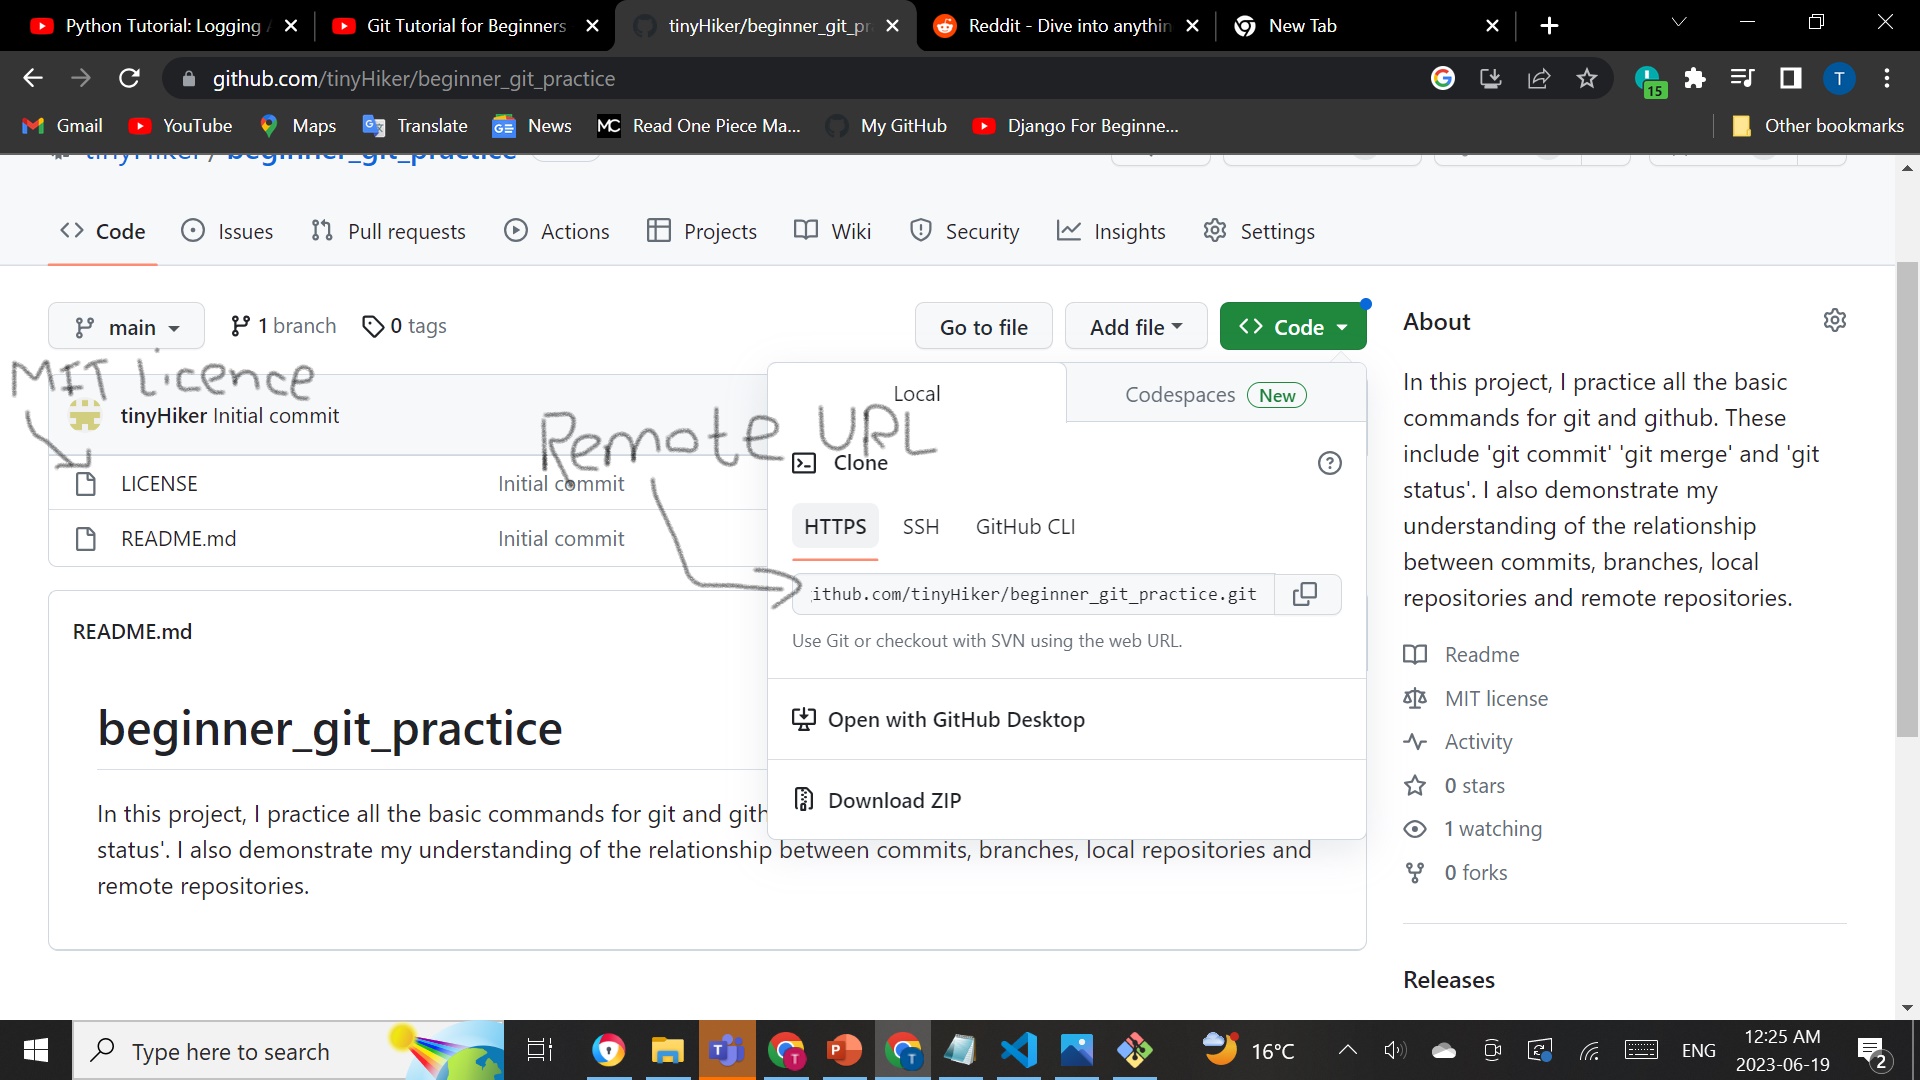 Python Tutorial: Logging
Git Tutorial for Beginners
tinyHiker/beginner_git_pr
Reddit - Dive into anythin
New Tab
github.com/tinyHiker/beginner_git_practice
15
T
Gmail
YouTube
Maps
Translate
News
MC
Read One Piece Ma...
My GitHub
Django For Beginne...
Other bookmarks
tinyHiker / beginner_git_practice
Code
Issues
Pull requests
Actions
Projects
Wiki
Security
Insights
Settings
main
1 branch
0 tags
Go to file
Add file
Code
MIT licence
tinyHiker Initial commit
LICENSE
Initial commit
README.md
Initial commit
Remote URL
Local
Codespaces
New
Clone
HTTPS
SSH
GitHub CLI
ithub.com/tinyHiker/beginner_git_practice.git
Use Git or checkout with SVN using the web URL.
Open with GitHub Desktop
Download ZIP
README.md
beginner_git_practice
In this project, I practice all the basic commands for git and gith
status'. I also demonstrate my understanding of the relationship between commits, branches, local repositories and
remote repositories.
About
In this project, I practice all the basic
commands for git and github. These
include 'git commit' 'git merge' and 'git
status'. I also demonstrate my
understanding of the relationship
between commits, branches, local
repositories and remote repositories.
Readme
MIT license
Activity
0 stars
1 watching
0 forks
Releases
Type here to search
16°C
ENG
12:25 AM
2023-06-19
2